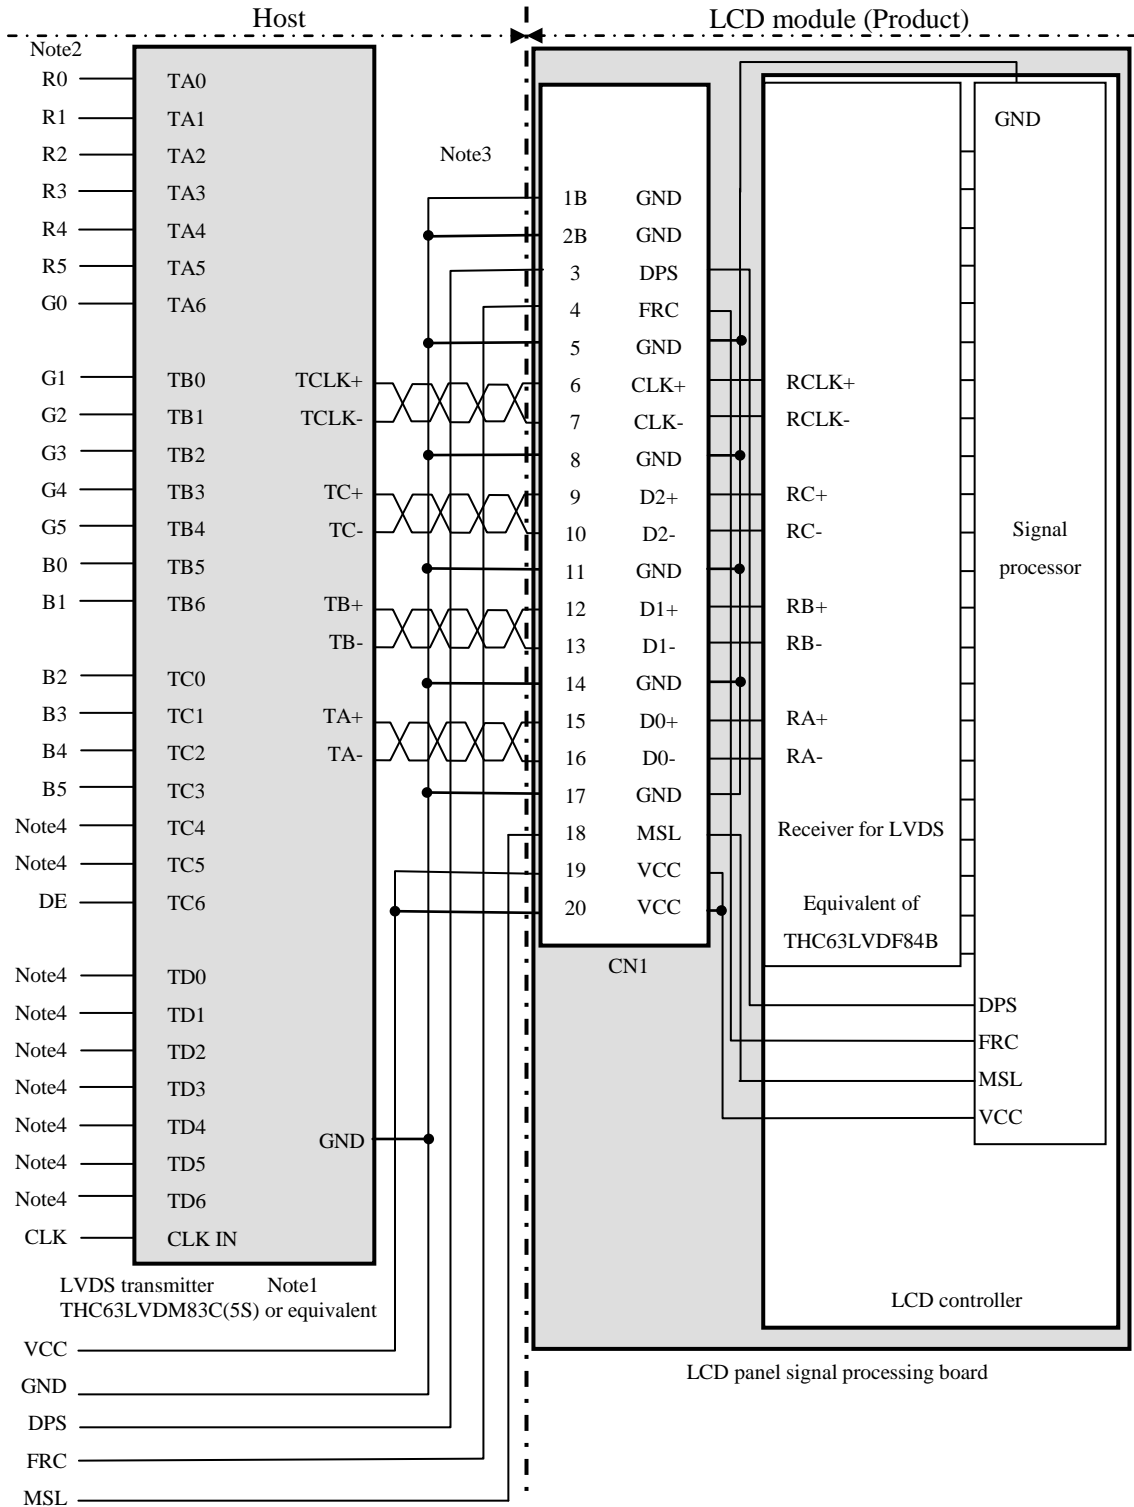 Host
LCD module (Product)
Note2
R0 TA0
R1 TA1
R2 TA2
R3 TA3
R4 TA4
R5 TA5
G0 TA6
G1 TB0 TCLK+
G2 TB1 TCLK-
G3 TB2
G4 TB3 TC+
G5 TB4 TC-
B0 TB5
B1 TB6 TB+
TB-
B2 TC0
B3 TC1 TA+
B4 TC2 TA-
B5 TC3
Note4 TC4
Note4 TC5
DE TC6
Note4 TD0
Note4 TD1
Note4 TD2
Note4 TD3
Note4 TD4
GND
Note4 TD5
Note4 TD6
CLK CLK IN
LVDS transmitter Note1
THC63LVDM83C(5S) or equivalent
VCC
GND
DPS
FRC
MSL
Note3
1B GND
2B GND
3 DPS
4 FRC
5 GND
6 CLK+
7 CLK-
8 GND
9 D2+
10 D2-
11 GND
12 D1+
13 D1-
14 GND
15 D0+
16 D0-
17 GND
18 MSL
19 VCC
20 VCC
CN1
RCLK+
RCLK-
RC+
RC-
RB+
RB-
RA+
RA-
Receiver for LVDS
Equivalent of
THC63LVDF84B
GND
Signal
processor
DPS
FRC
MSL
VCC
LCD controller
LCD panel signal processing board